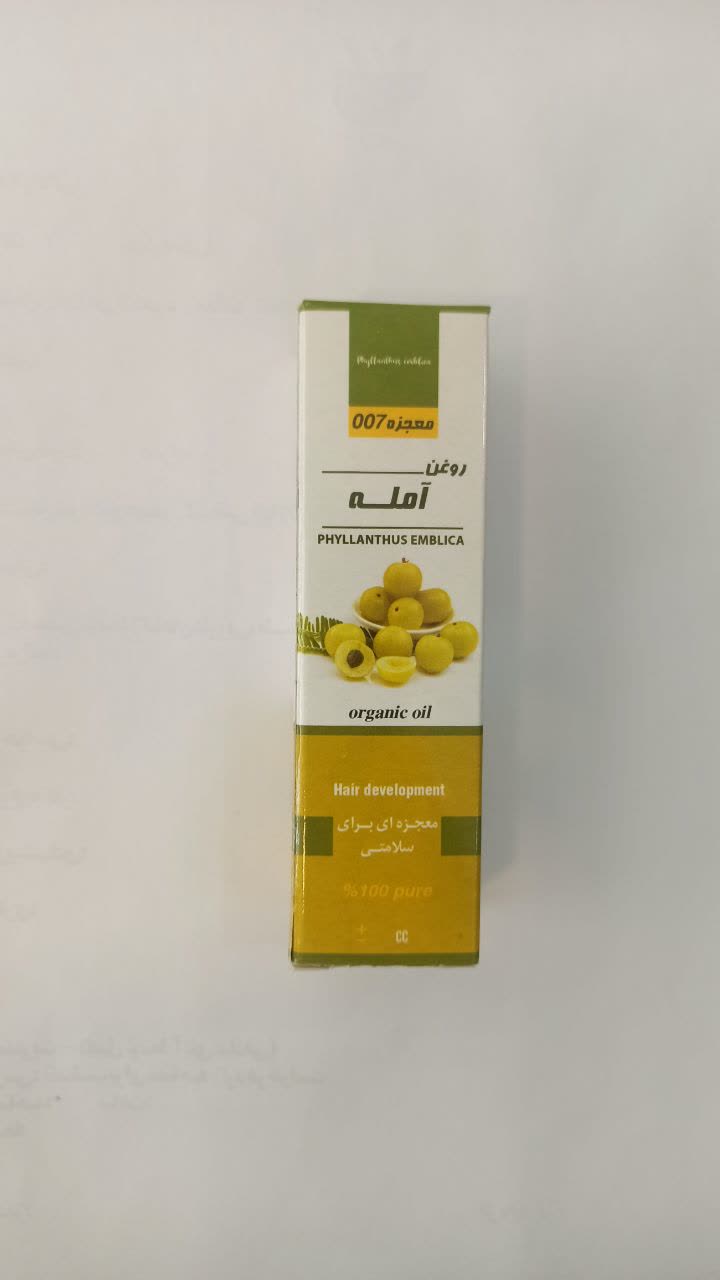 Phyllanthus emblica
معجزه 007
روغن
آمله
PHYLLANTHUS EMBLICA
organic oil
Hair development
معجزه ای برای
سلامتی
%100 pure
± CC